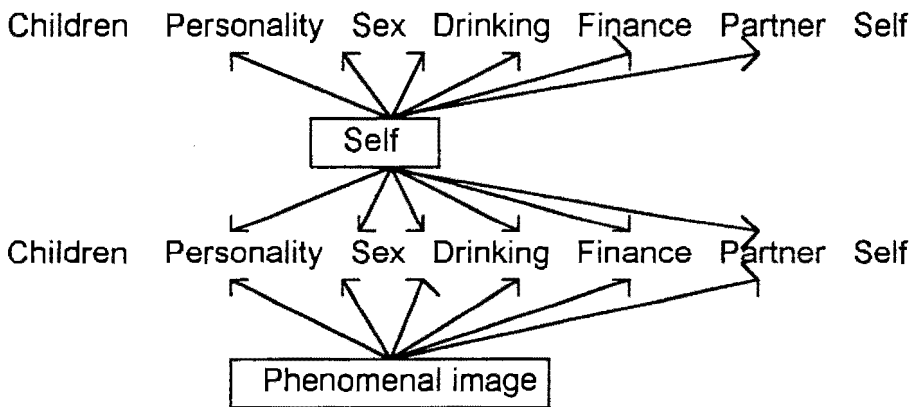 Children Personality Sex Drinking Finance Partner Self
Self
Children Personality Sex Drinking Finance Partner Self
Phenomenal image